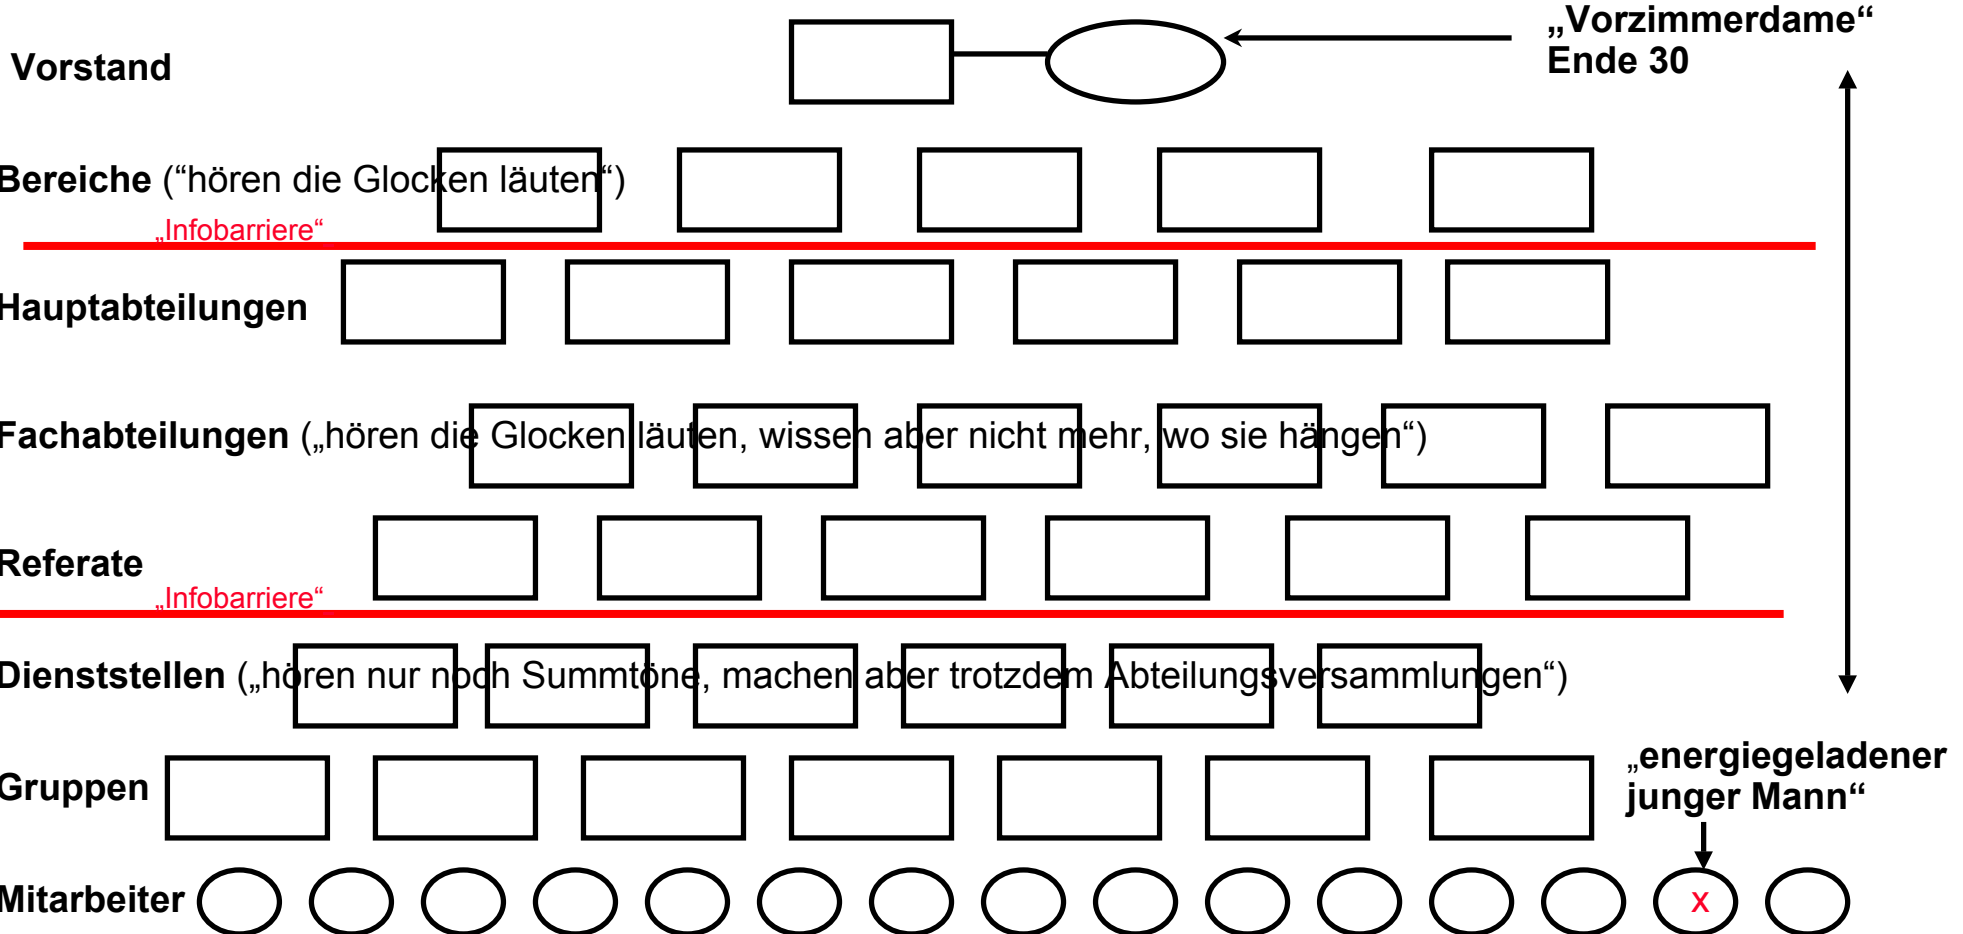 „Vorzimmerdame“
Ende 30
Vorstand
Bereiche (“hören die Glocken läuten“)
„Infobarriere“
Hauptabteilungen
Fachabteilungen („hören die Glocken läuten, wissen aber nicht mehr, wo sie hängen“)
Referate
„Infobarriere“
Dienststellen („hören nur noch Summtöne, machen aber trotzdem Abteilungsversammlungen“)
„energiegeladener
junger Mann“
Gruppen
Mitarbeiter
x